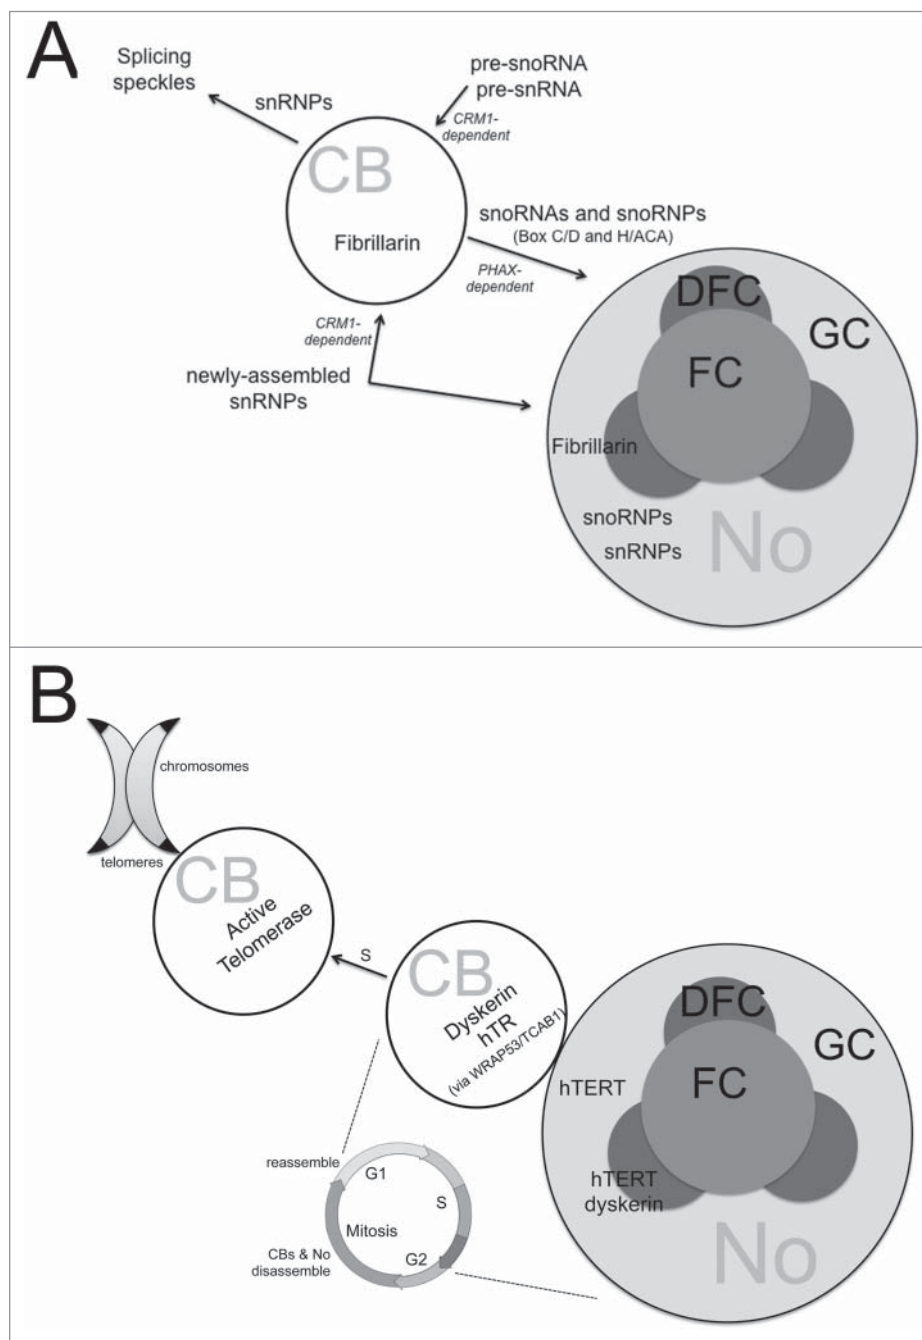 A
Splicing
speckles
snRNPs
pre-snoRNA
pre-snRNA
CRM1-
dependent
CB
Fibrillarin
snoRNAs and snoRNPs
(Box C/D and H/ACA)
PHAX-
dependent
CRM1-
dependent
newly-assembled
snRNPs
DFC
GC
FC
Fibrillarin
snoRNPs
snRNPs
No
B
chromosomes
telomeres
CB
Active
Telomerase
S
CB
Dyskerin
hTR
(via WRAP53/TCAB1)
DFC
GC
FC
hTERT
hTERT
dyskerin
No
reassemble
G1
S
Mitosis
G2
CBs & No
disassemble